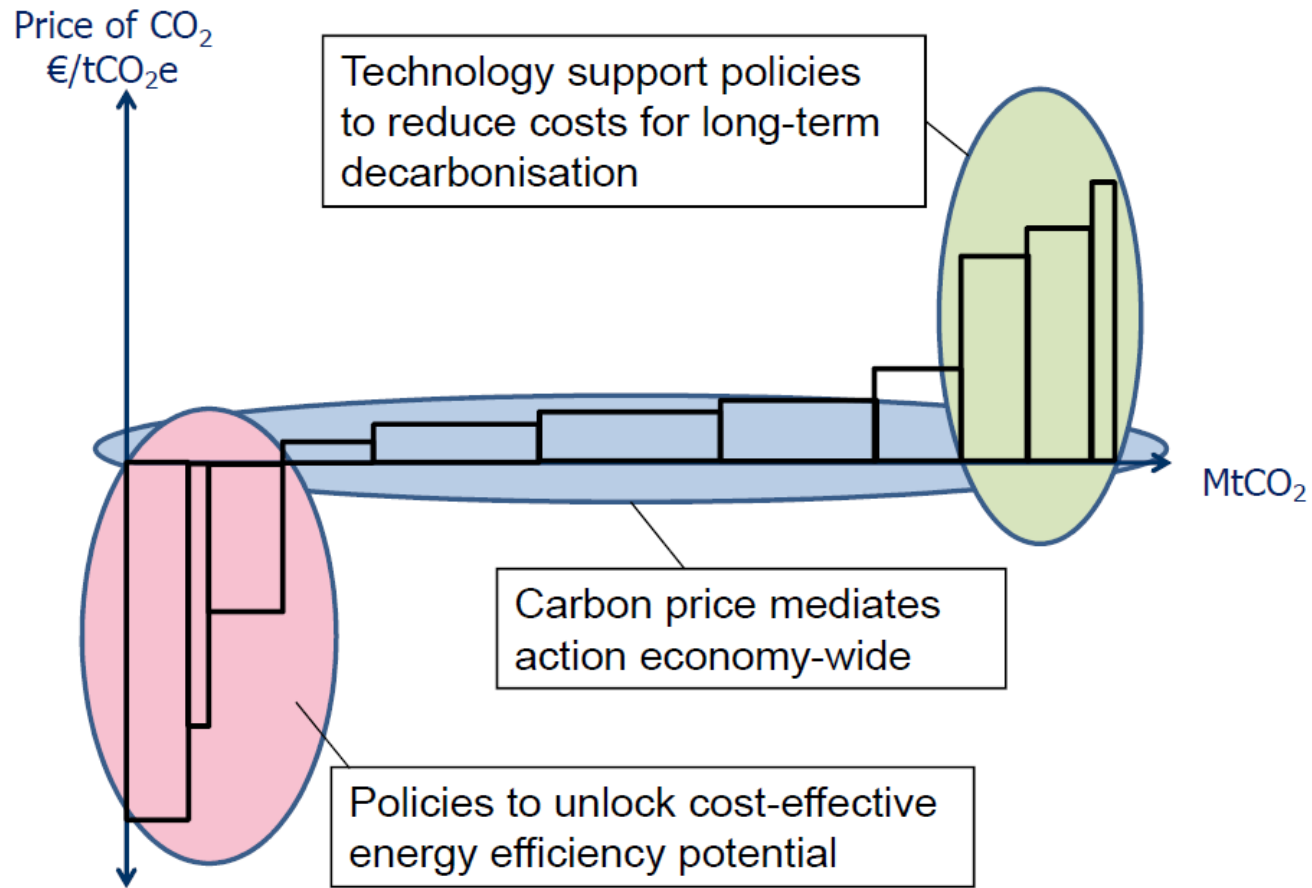 Price of CO₂
€/tCO₂e
Technology support policies
to reduce costs for long-term
decarbonisation
MtCO₂
Carbon price mediates
action economy-wide
Policies to unlock cost-effective
energy efficiency potential